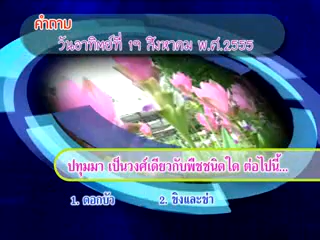 คำถาม
วันอาทิตย์ที่ 19 สิงหาคม พ.ศ.2555
ปทุมมา เป็นวงศ์เดียวกับพืชชนิดใด ต่อไปนี้...
1. ดอกบัว 2. ขิงและข่า